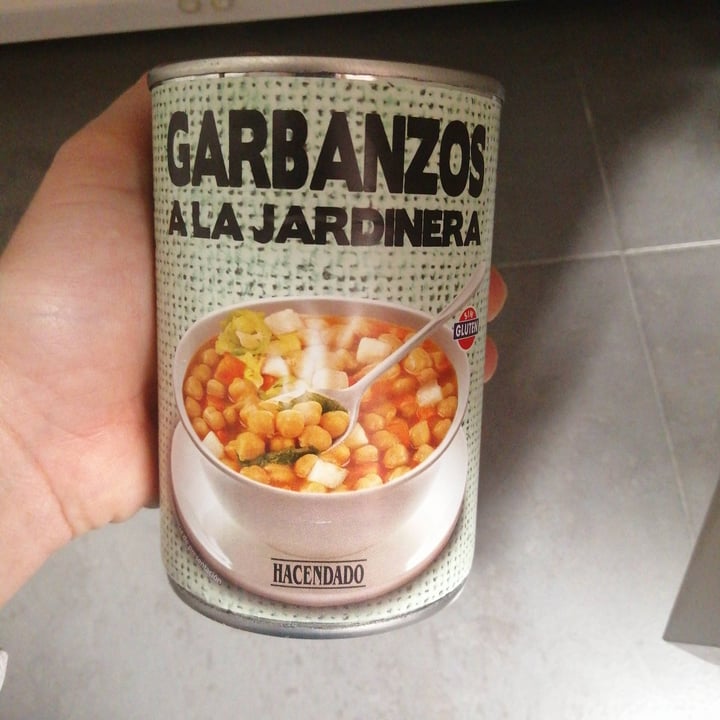 GARBANZOS
A LA JARDINERA
SIN
GLUTEN
HACENDADO